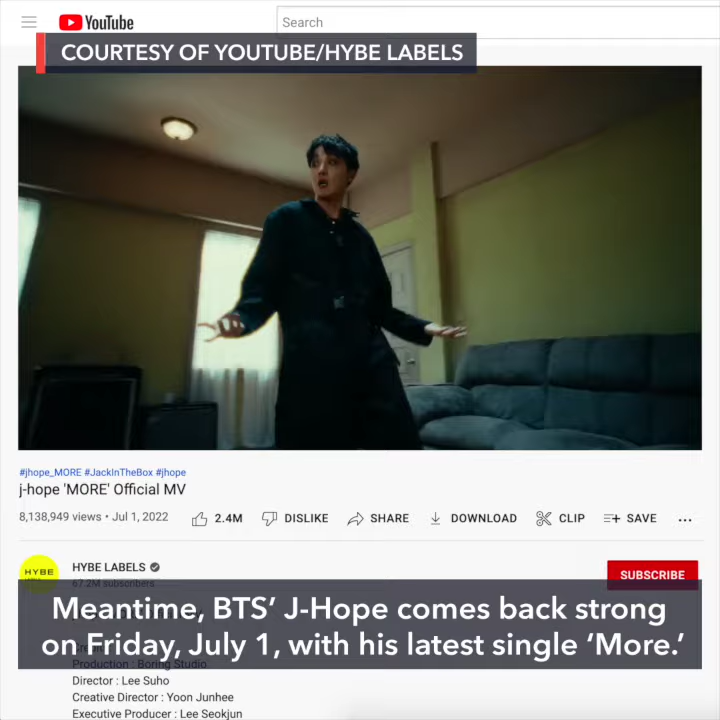 YouTube
Search
COURTESY OF YOUTUBE/HYBE LABELS
#jhope_MORE #JackInTheBox #jhope
j-hope 'MORE' Official MV
8,138,949 views • Jul 1, 2022 2.4M DISLIKE SHARE DOWNLOAD CLIP SAVE ...
HYBE
HYBE LABELS
67.2M subscribers
SUBSCRIBE
Meantime, BTS’ J-Hope comes back strong
on Friday, July 1, with his latest single ‘More.’
Production : Boring Studio
Director : Lee Suho
Creative Director : Yoon Junhee
Executive Producer : Lee Seokjun